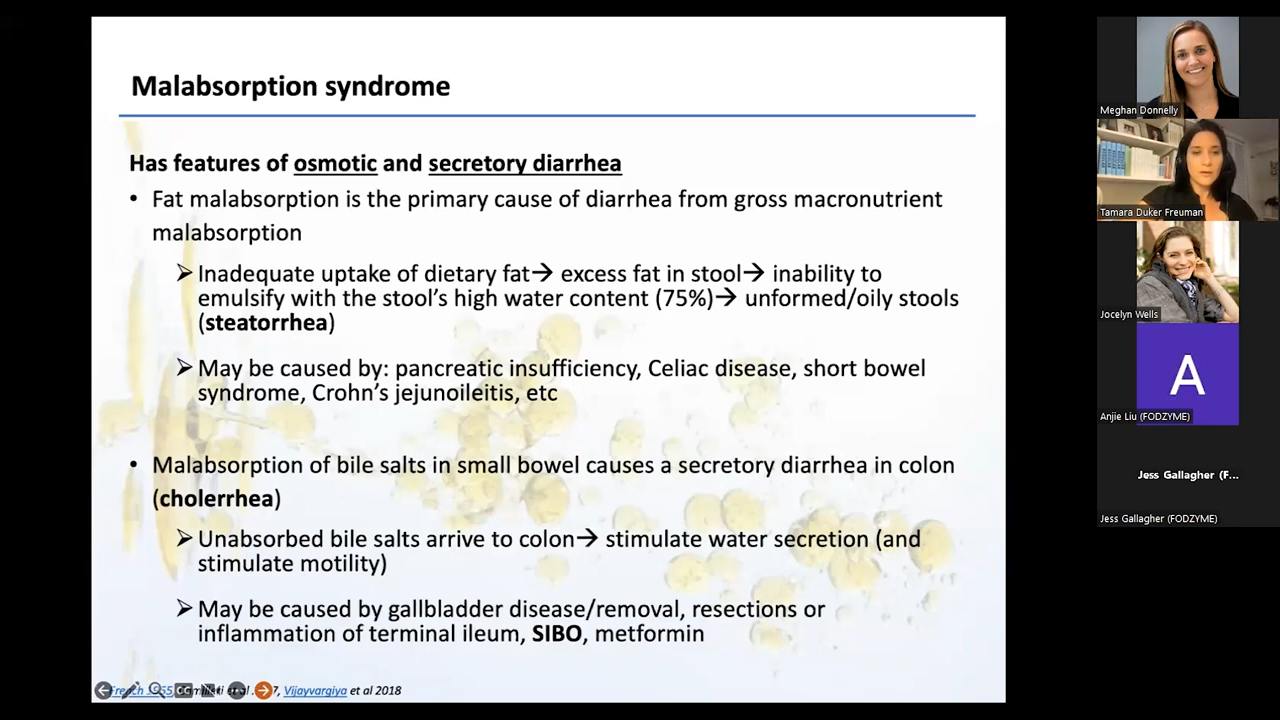 Malabsorption syndrome
Has features of osmotic and secretory diarrhea
• Fat malabsorption is the primary cause of diarrhea from gross macronutrient
malabsorption
➢ Inadequate uptake of dietary fat→ excess fat in stool→ inability to
emulsify with the stool's high water content (75%)→ unformed/oily stools
(steatorrhea)
➢ May be caused by: pancreatic insufficiency, Celiac disease, short bowel
syndrome, Crohn's jejunoileitis, etc
• Malabsorption of bile salts in small bowel causes a secretory diarrhea in colon
(cholerrhea)
➢ Unabsorbed bile salts arrive to colon→ stimulate water secretion (and
stimulate motility)
➢ May be caused by gallbladder disease/removal, resections or
inflammation of terminal ileum, SIBO, metformin
Vijayvargiya et al 2018
Meghan Donnelly
Tamara Duker Freuman
Jocelyn Wells
A
Anjie Liu (FODZYME)
Jess Gallagher (F...
Jess Gallagher (FODZYME)